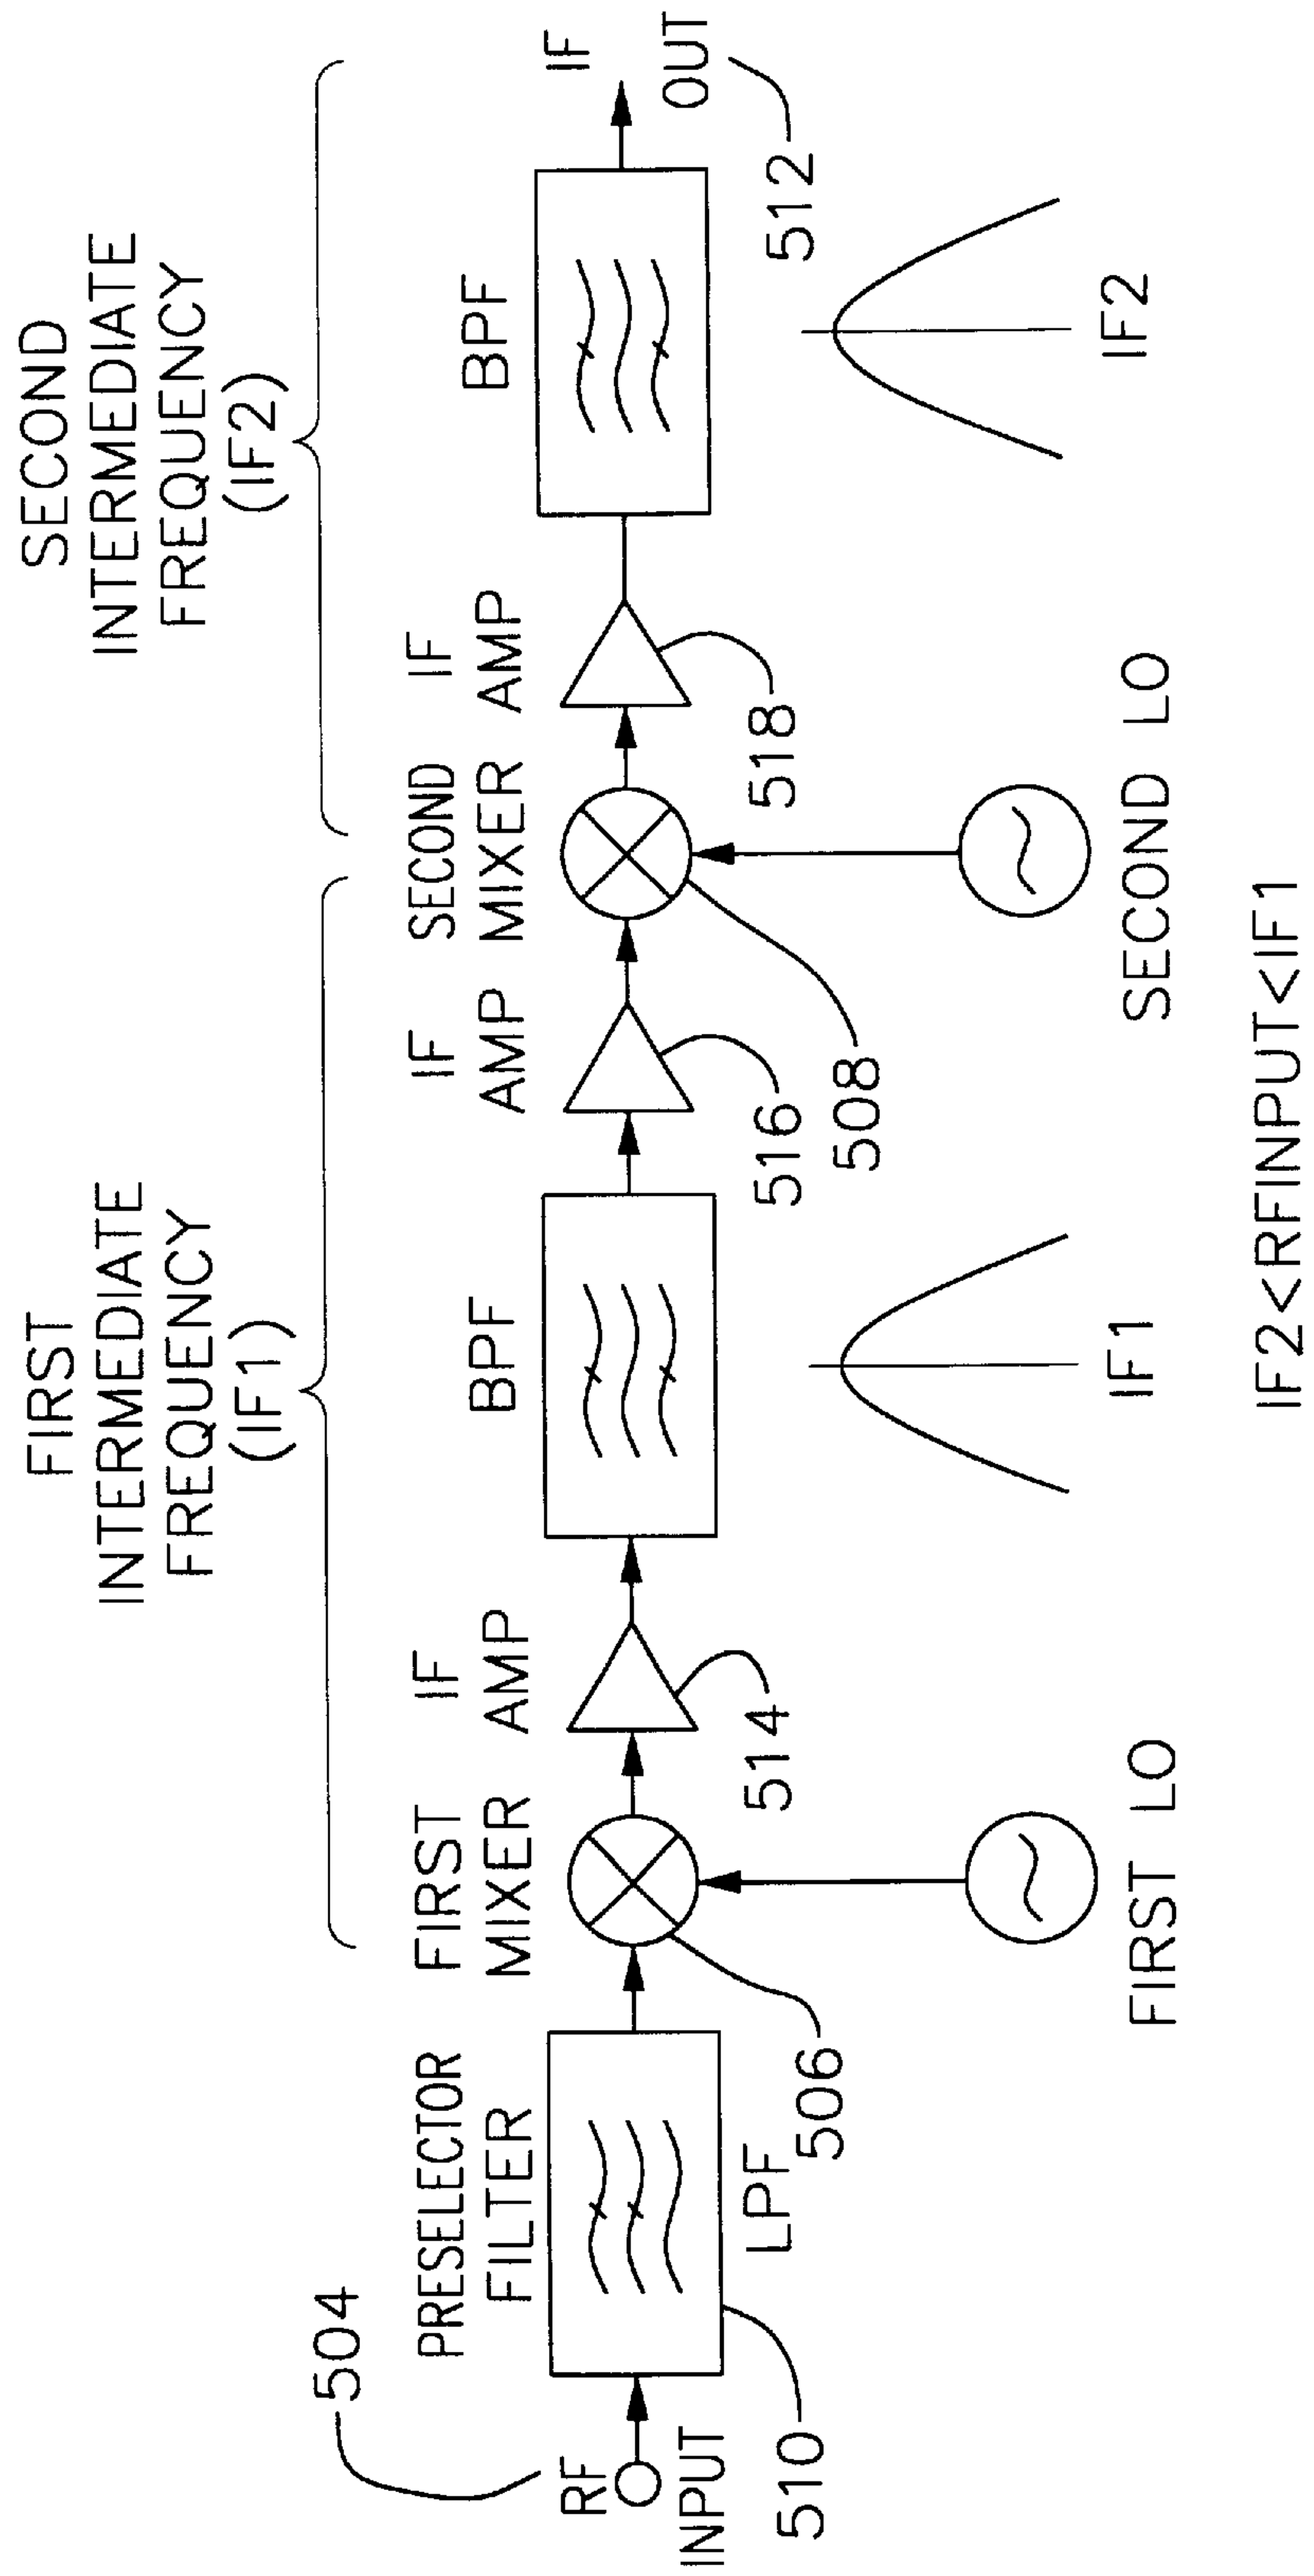 FIRST
INTERMEDIATE
FREQUENCY
(IF1)
SECOND
INTERMEDIATE
FREQUENCY
(IF2)
504
RF
INPUT
PRESELECTOR
FILTER
LPF
510
FIRST
MIXER
506
FIRST LO
IF
AMP
514
BPF
IF1
IF
AMP
516
SECOND
MIXER
508
SECOND LO
IF
AMP
518
BPF
IF2
IF
OUT
512
IF2<RFINPUT<IF1